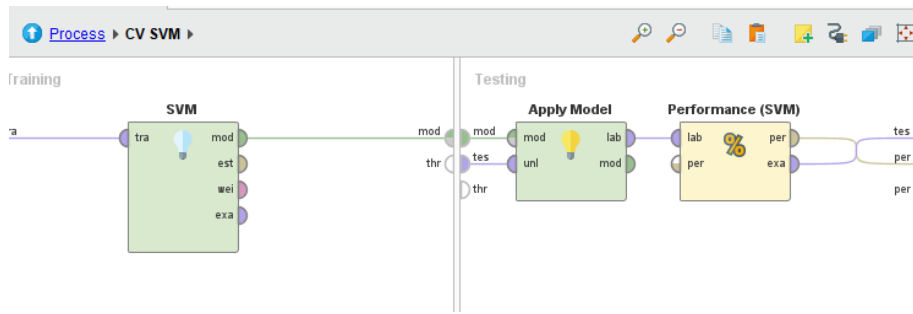 Process CV SVM
Training Testing
SVM Apply Model Performance (SVM)
ra tra mod mod mod mod lab lab per tes
est thr tes unl mod per exa per
wei thr per
exa
%